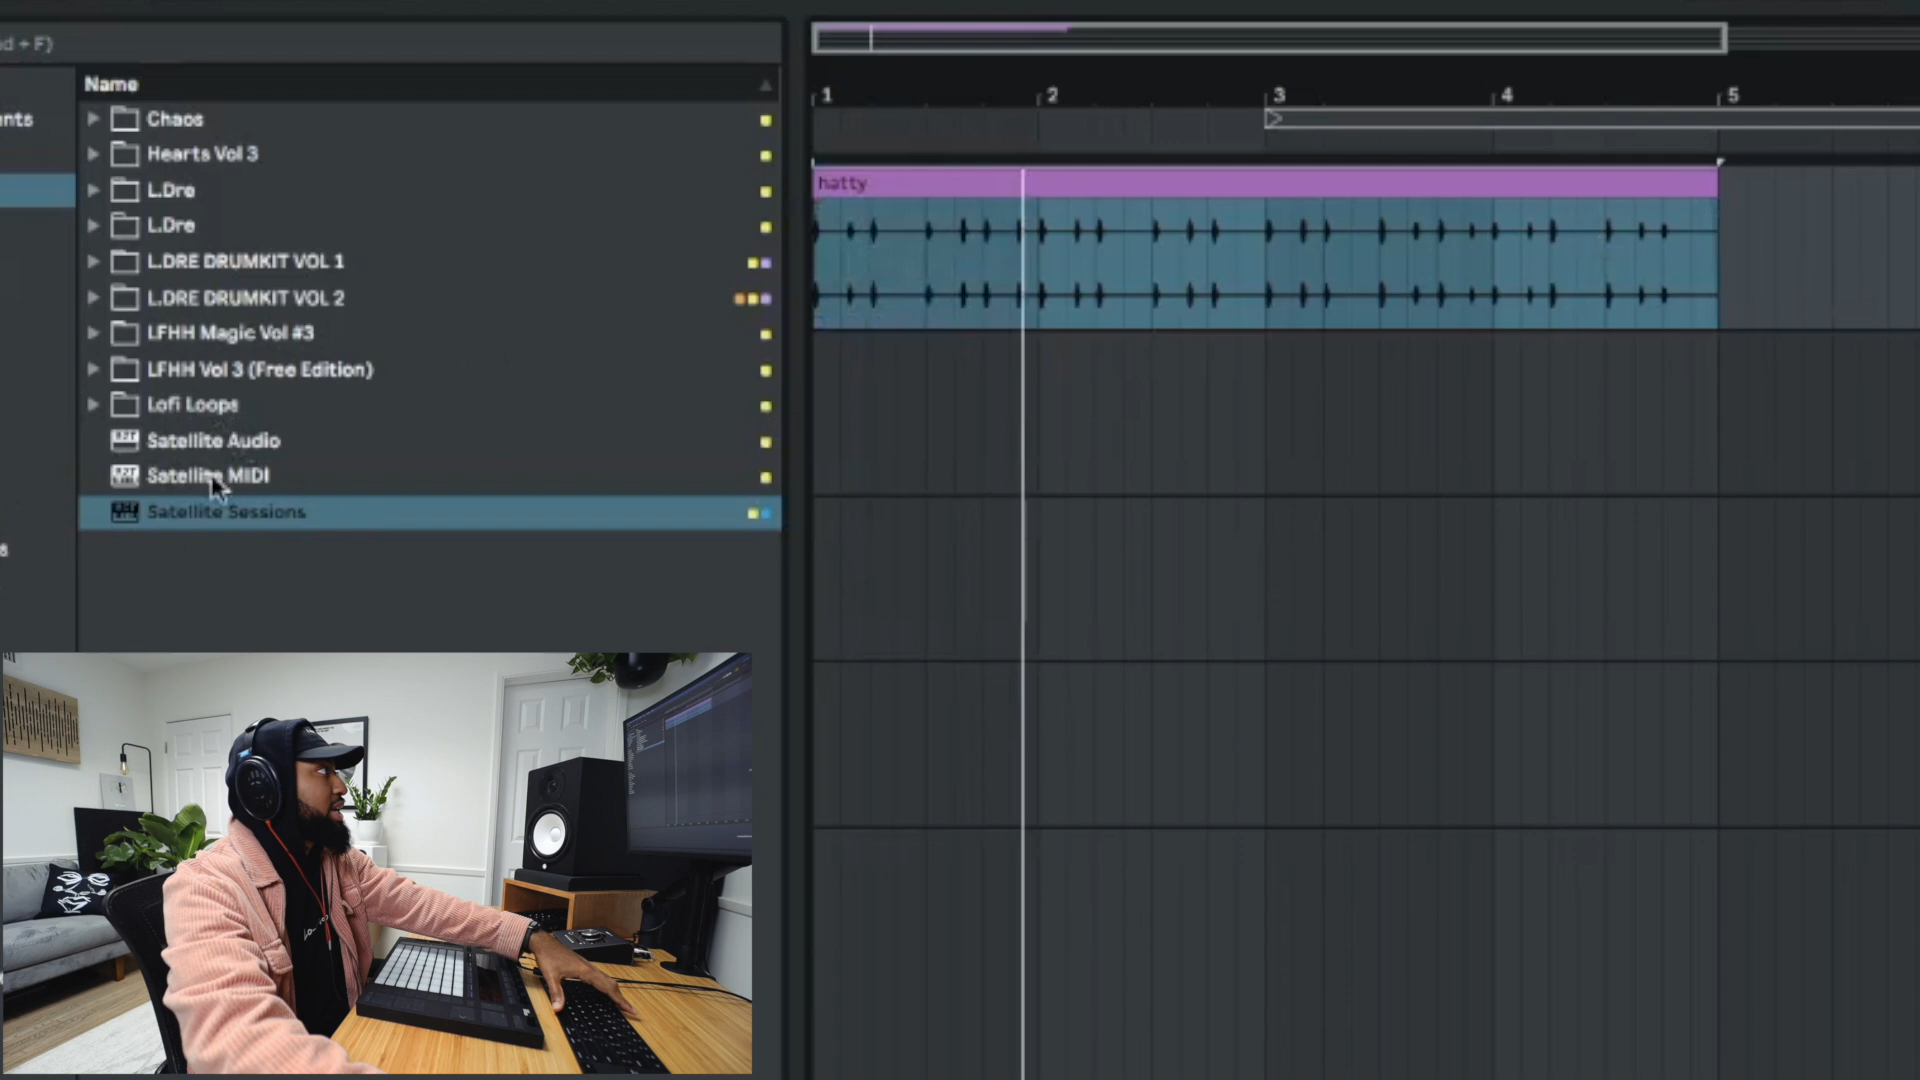 d + F)
Name
nts
Chaos
Hearts Vol 3
L.Dre
L.Dre
L.DRE DRUMKIT VOL 1
L.DRE DRUMKIT VOL 2
LFHH Magic Vol #3
LFHH Vol 3 (Free Edition)
Lofi Loops
Satellite Audio
Satellite MIDI
Satellite Sessions
1
2
3
4
5
hatty